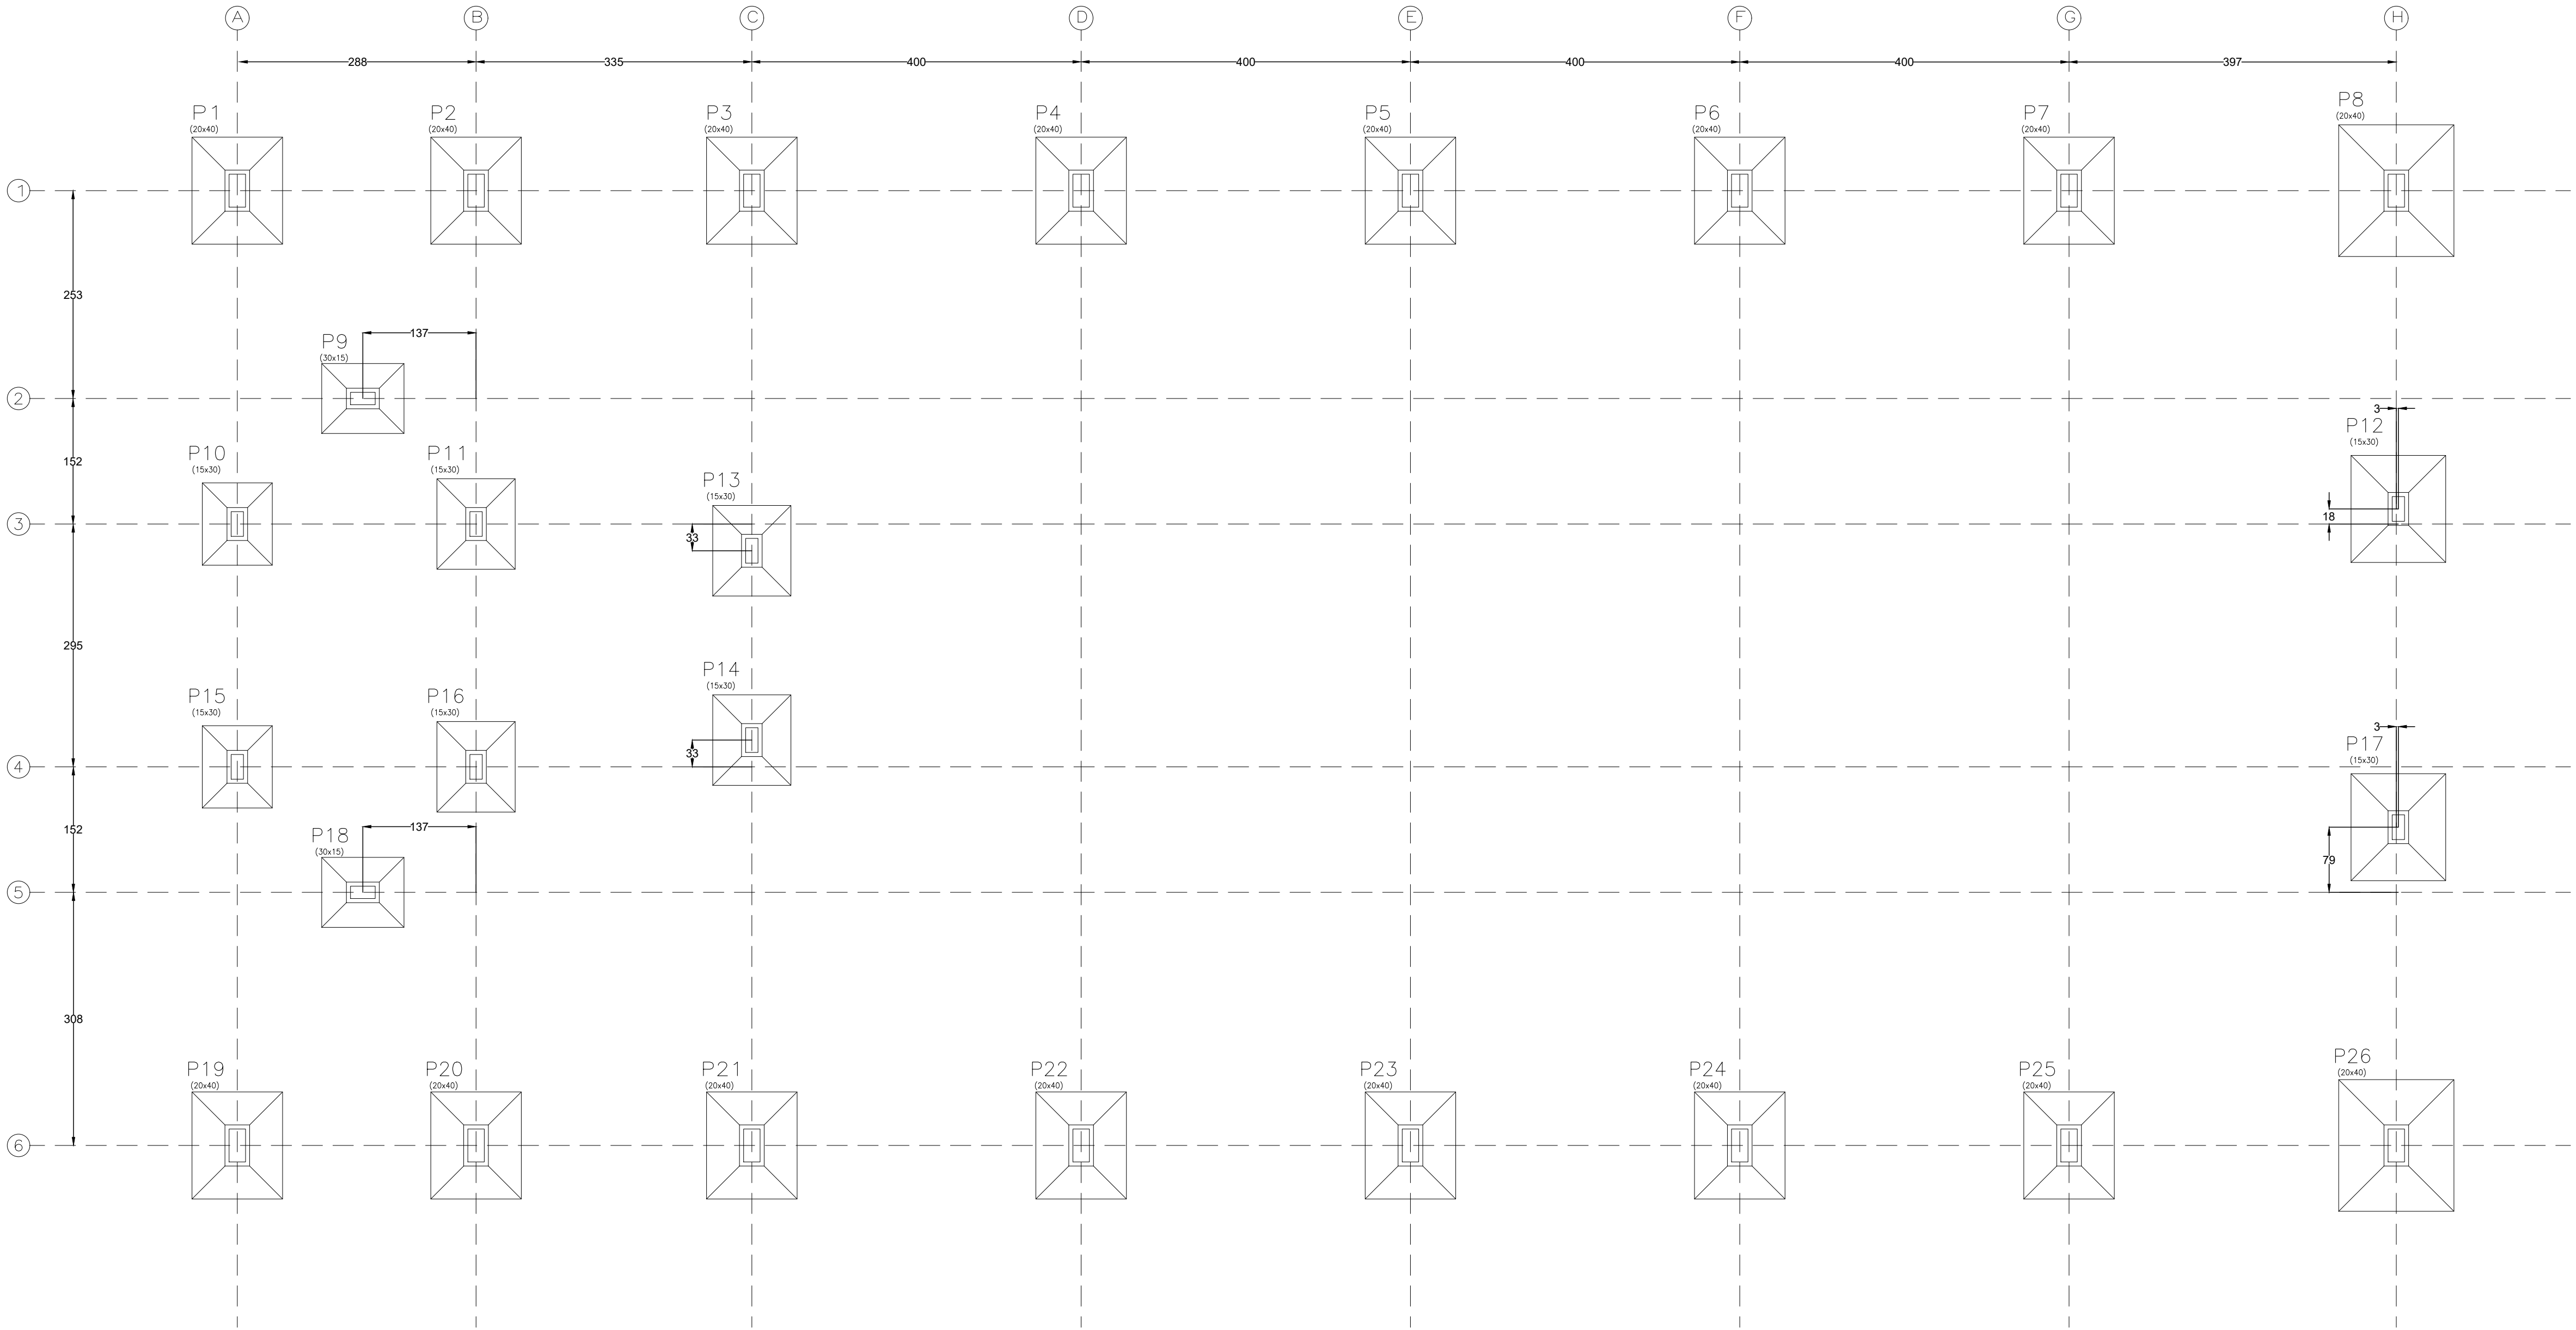 A B C D E F G H
288 335 400 400 400 400 397
P1 P2 P3 P4 P5 P6 P7 P8
(20x40) (20x40) (20x40) (20x40) (20x40) (20x40) (20x40) (20x40)
1
253
137
P9
(30x15)
2
3
P12
(15x30)
P10 P11
(15x30) (15x30)
152
P13
(15x30)
18
3
33
295
P14
(15x30)
P15 P16
(15x30) (15x30)
3
P17
(15x30)
33
4
137
152
P18
(30x15)
79
5
308
P19 P20 P21 P22 P23 P24 P25 P26
(20x40) (20x40) (20x40) (20x40) (20x40) (20x40) (20x40) (20x40)
6